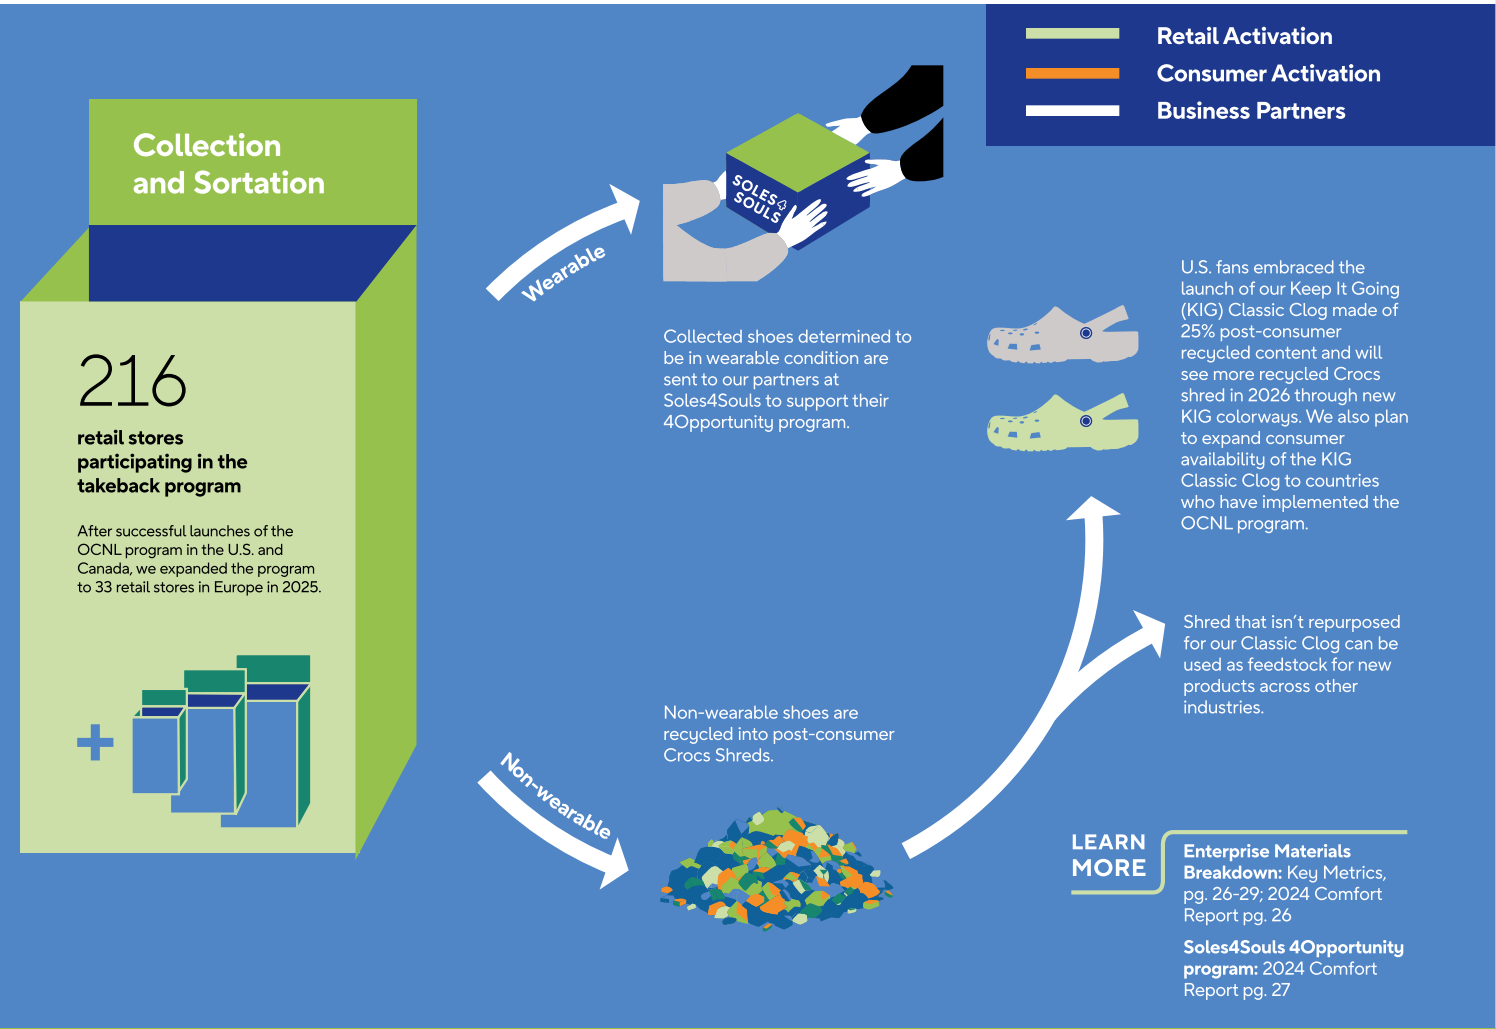 Retail Activation
Consumer Activation
Business Partners
Collection
and Sortation
216
retail stores
participating in the
takeback program
After successful launches of the
OCNL program in the U.S. and
Canada, we expanded the program
to 33 retail stores in Europe in 2025.
Wearable
SOLES4
SOULS
Collected shoes determined to
be in wearable condition are
sent to our partners at
Soles4Souls to support their
4Opportunity program.
U.S. fans embraced the
launch of our Keep It Going
(KIG) Classic Clog made of
25% post-consumer
recycled content and will
see more recycled Crocs
shred in 2026 through new
KIG colorways. We also plan
to expand consumer
availability of the KIG
Classic Clog to countries
who have implemented the
OCNL program.
Non-wearable
Non-wearable shoes are
recycled into post-consumer
Crocs Shreds.
Shred that isn't repurposed
for our Classic Clog can be
used as feedstock for new
products across other
industries.
LEARN
MORE
Enterprise Materials
Breakdown: Key Metrics,
pg. 26-29; 2024 Comfort
Report pg. 26
Soles4Souls 4Opportunity
program: 2024 Comfort
Report pg. 27